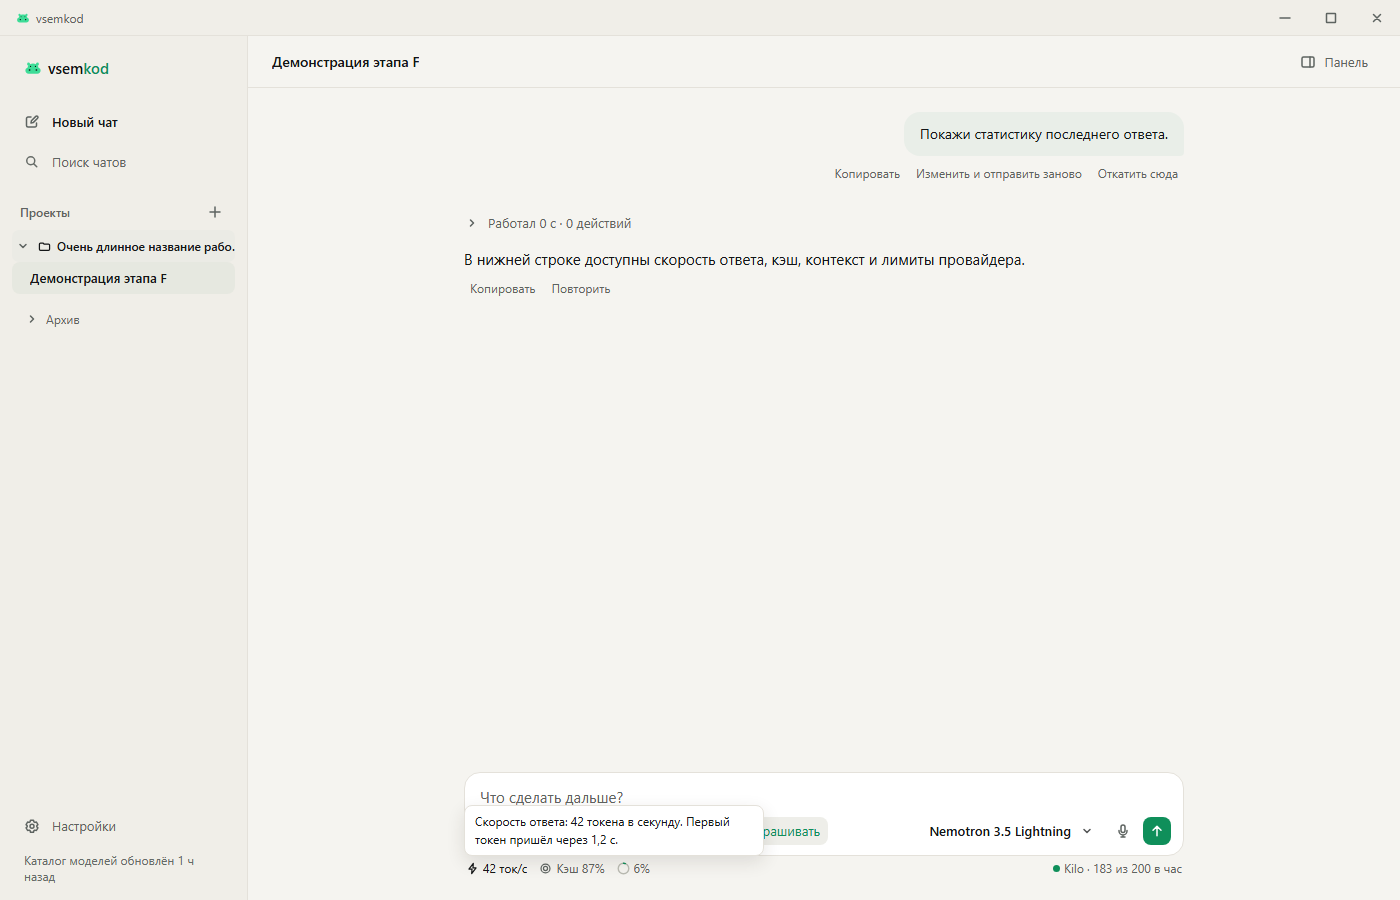 vsemkod
vsemkod
Демонстрация этапа F
Панель
Новый чат
Поиск чатов
Проекты
Очень длинное название рабо.
Демонстрация этапа F
Архив
Покажи статистику последнего ответа.
Копировать Изменить и отправить заново Откатить сюда
Работал 0 с · 0 действий
В нижней строке доступны скорость ответа, кэш, контекст и лимиты провайдера.
Копировать Повторить
Что сделать дальше?
Скорость ответа: 42 токена в секунду. Первый
токен пришёл через 1,2 с.
рашивать
Nemotron 3.5 Lightning
42 ток/с Кэш 87% 6%
Kilo · 183 из 200 в час
Настройки
Каталог моделей обновлён 1 ч
назад